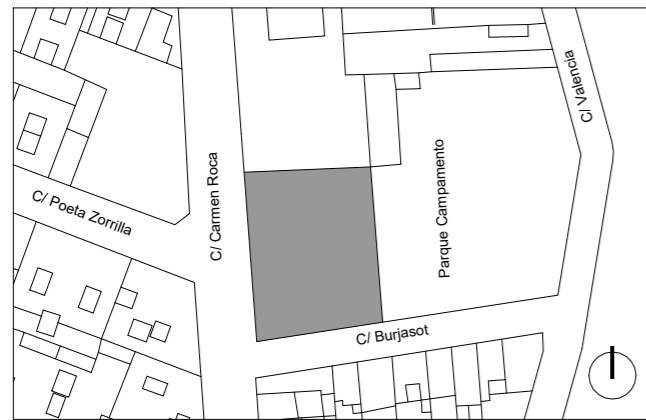 C/ Valencia
C/ Carmen Roca
Parque Campamento
C/ Poeta Zorrilla
C/ Burjasot